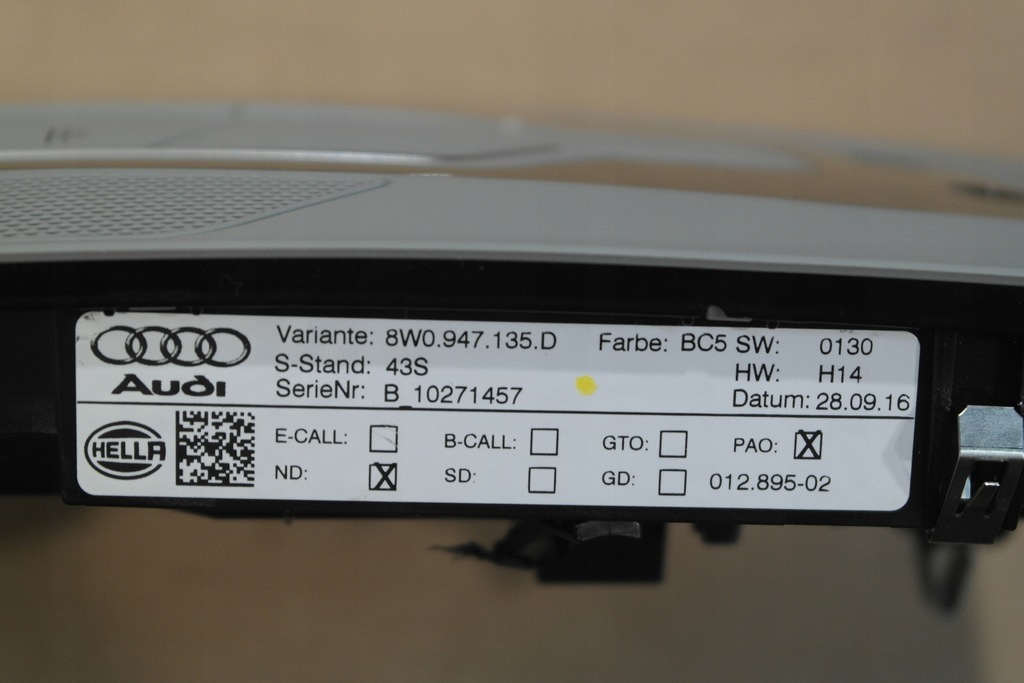 Audi
Variante: 8W0.947.135.D Farbe: BC5 SW: 0130
S-Stand: 43S HW: H14
SerieNr: B_10271457 Datum: 28.09.16
HELLA
E-CALL: B-CALL: GTO: PAO: X
ND: X SD: GD: 012.895-02